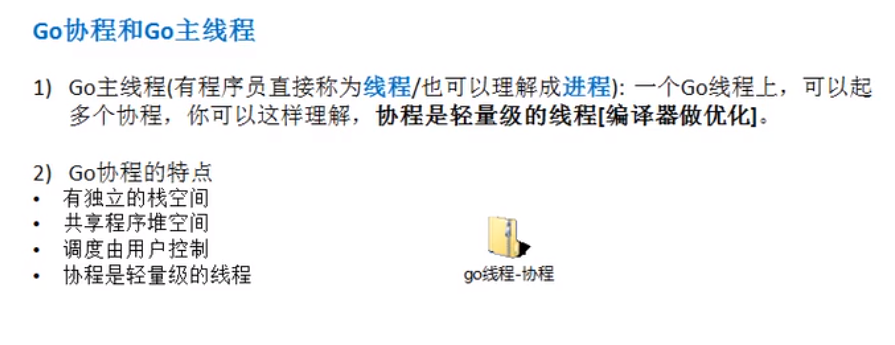 Go协程和Go主线程
1) Go主线程(有程序员直接称为线程/也可以理解成进程): 一个Go线程上，可以起
多个协程，你可以这样理解，协程是轻量级的线程[编译器做优化]。
2) Go协程的特点
• 有独立的栈空间
• 共享程序堆空间
• 调度由用户控制
• 协程是轻量级的线程
go线程-协程